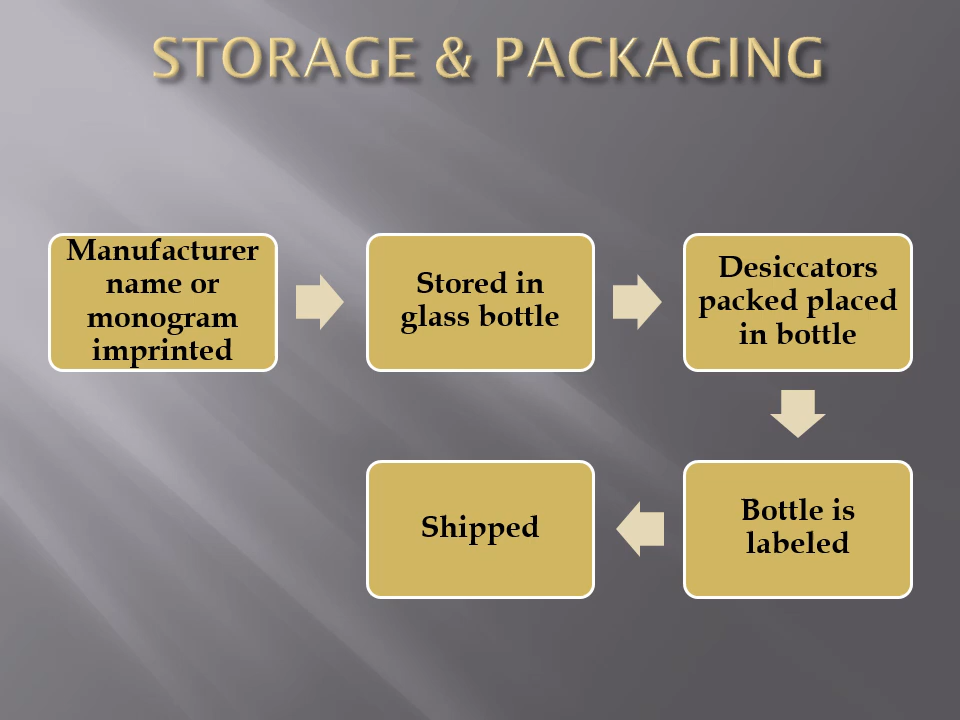 STORAGE & PACKAGING
Manufacturer
name or
monogram
imprinted
Stored in
glass bottle
Desiccators
packed placed
in bottle
Bottle is
labeled
Shipped